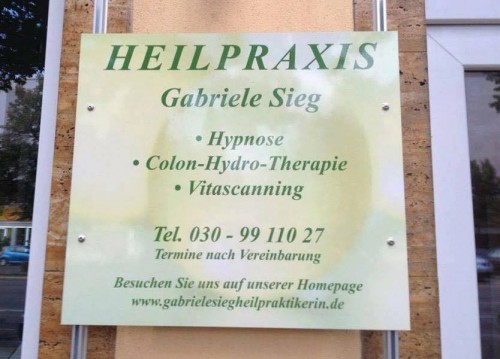 HEILPRAXIS
Gabriele Sieg
• Hypnose
• Colon-Hydro-Therapie
• Vitascanning
Tel. 030 - 99 110 27
Termine nach Vereinbarung
Besuchen Sie uns auf unserer Homepage
www.gabrielesiegheilpraktikerin.de